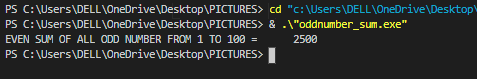 PS C:\Users\DELL\OneDrive\Desktop\PICTURES> cd "c:\Users\DELL\OneDrive\Desktop\
PS C:\Users\DELL\OneDrive\Desktop\PICTURES> & .\"oddnumber_sum.exe"
EVEN SUM OF ALL ODD NUMBER FROM 1 TO 100 = 2500
PS C:\Users\DELL\OneDrive\Desktop\PICTURES>